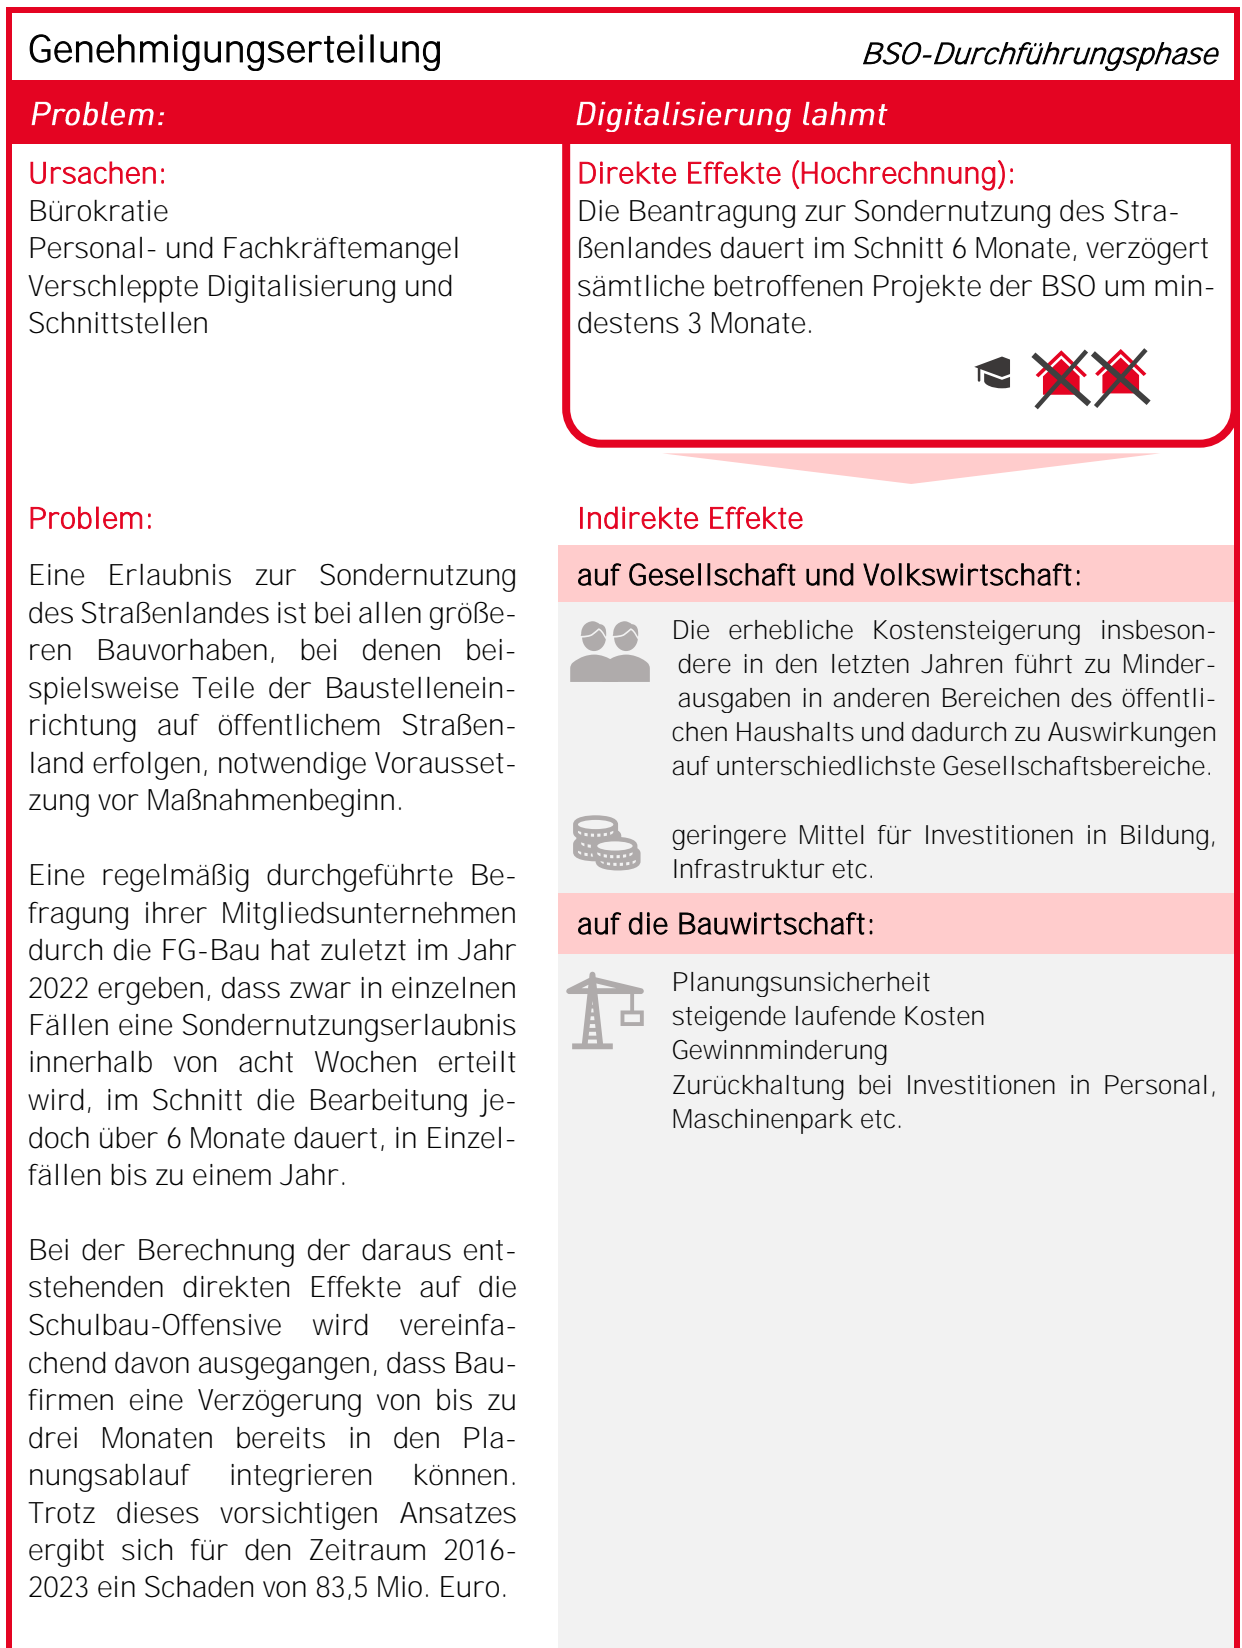 Genehmigungserteilung
BSO-Durchführungsphase
Problem:
Digitalisierung lahmt
Ursachen:
Bürokratie
Personal- und Fachkräftemangel
Verschleppte Digitalisierung und
Schnittstellen
Direkte Effekte (Hochrechnung):
Die Beantragung zur Sondernutzung des Stra-
ßenlandes dauert im Schnitt 6 Monate, verzögert
sämtliche betroffenen Projekte der BSO um min-
destens 3 Monate.
Problem:
Eine Erlaubnis zur Sondernutzung
des Straßenlandes ist bei allen größe-
ren Bauvorhaben, bei denen bei-
spielsweise Teile der Baustellenein-
richtung auf öffentlichem Straßen-
land erfolgen, notwendige Vorausset-
zung vor Maßnahmenbeginn.
Eine regelmäßig durchgeführte Be-
fragung ihrer Mitgliedsunternehmen
durch die FG-Bau hat zuletzt im Jahr
2022 ergeben, dass zwar in einzelnen
Fällen eine Sondernutzungserlaubnis
innerhalb von acht Wochen erteilt
wird, im Schnitt die Bearbeitung je-
doch über 6 Monate dauert, in Einzel-
fällen bis zu einem Jahr.
Bei der Berechnung der daraus ent-
stehenden direkten Effekte auf die
Schulbau-Offensive wird vereinfa-
chend davon ausgegangen, dass Bau-
firmen eine Verzögerung von bis zu
drei Monaten bereits in den Pla-
nungsablauf integrieren können.
Trotz dieses vorsichtigen Ansatzes
ergibt sich für den Zeitraum 2016-
2023 ein Schaden von 83,5 Mio. Euro.
Indirekte Effekte
auf Gesellschaft und Volkswirtschaft:
Die erhebliche Kostensteigerung insbeson-
dere in den letzten Jahren führt zu Minder-
ausgaben in anderen Bereichen des öffentli-
chen Haushalts und dadurch zu Auswirkungen
auf unterschiedlichste Gesellschaftsbereiche.
geringere Mittel für Investitionen in Bildung,
Infrastruktur etc.
auf die Bauwirtschaft:
Planungsunsicherheit
steigende laufende Kosten
Gewinnminderung
Zurückhaltung bei Investitionen in Personal,
Maschinenpark etc.